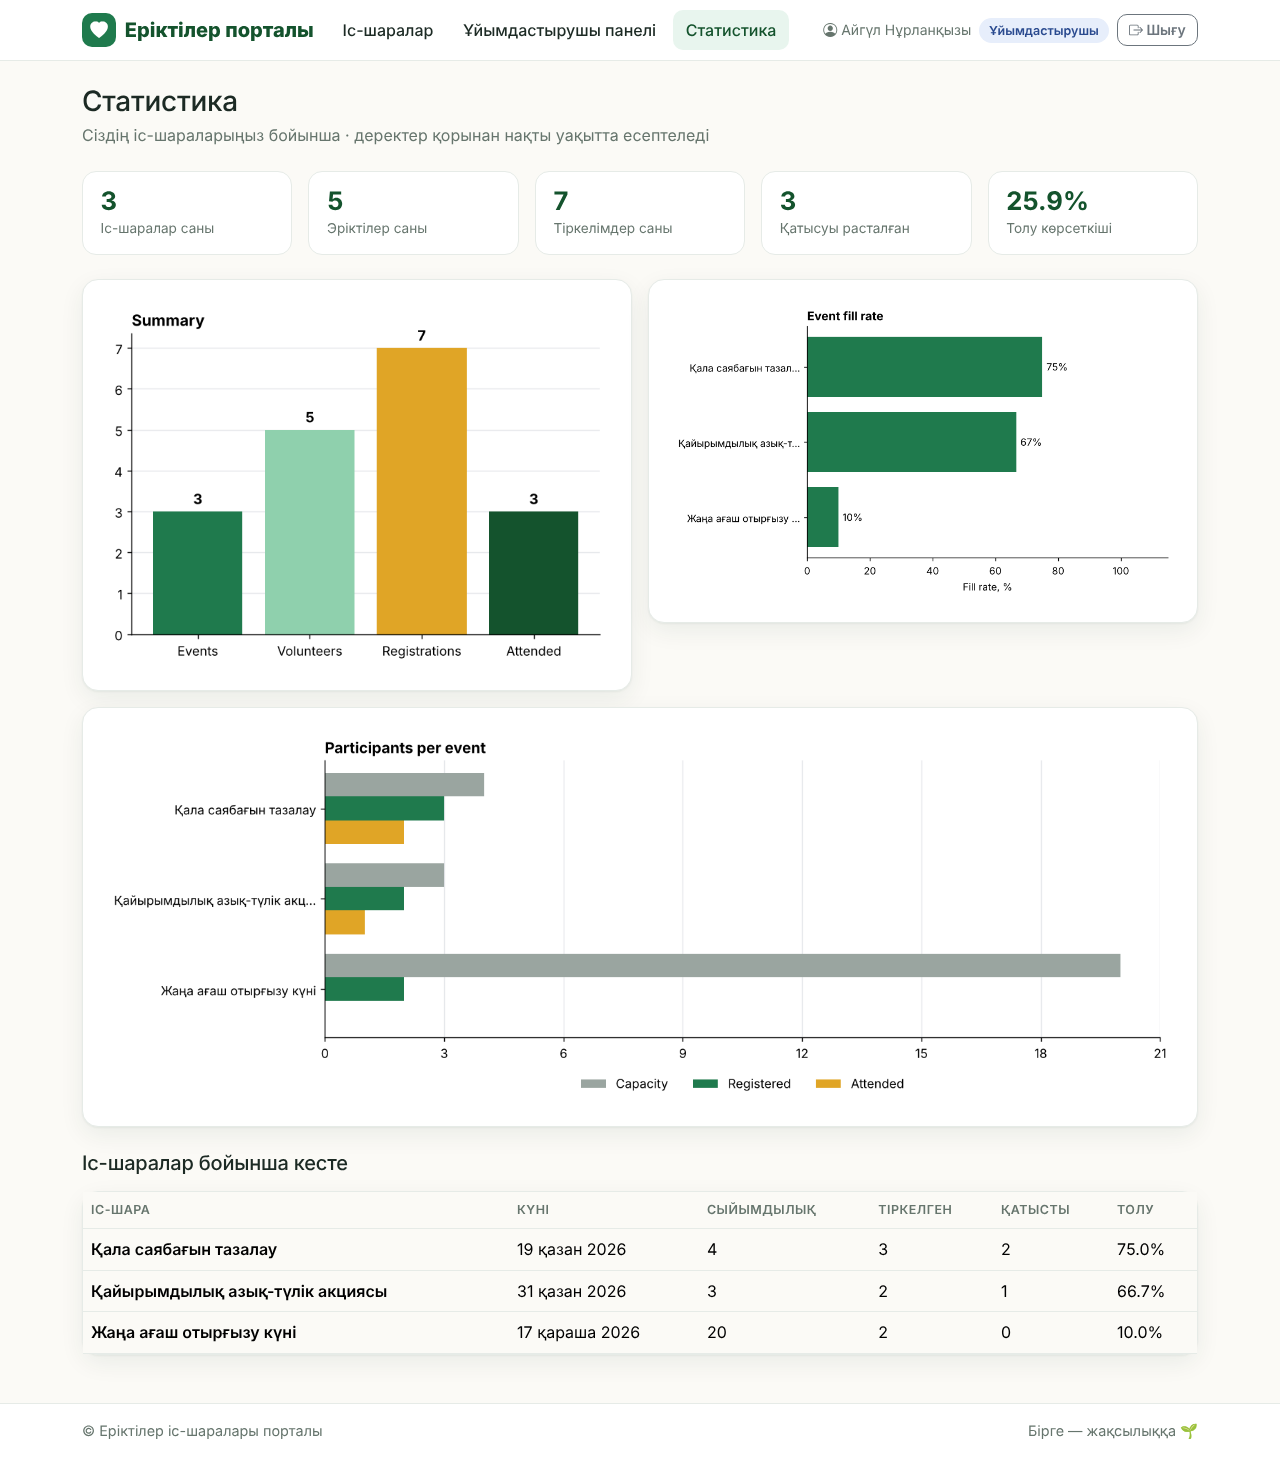 Еріктілер порталы Іс-шаралар Ұйымдастырушы панелі Статистика Айгүл Нұрланқызы Ұйымдастырушы Шығу
Статистика
Сіздің іс-шараларыңыз бойынша · деректер қорынан нақты уақытта есептеледі
3 5 7 3 25.9%
Іс-шаралар саны Эріктілер саны Тіркелімдер саны Қатысуы расталған Толу көрсеткіші
Summary
7
6
5
4
3
2
1
0
3 5 7 3
Events Volunteers Registrations Attended
Event fill rate
Қала саябағын тазал... 75%
Қайырымдылық азық-т... 67%
Жаңа ағаш отырғызу ... 10%
0 20 40 60 80 100
Fill rate, %
Participants per event
Қала саябағын тазалау
Қайырымдылық азық-түлік акц...
Жаңа ағаш отырғызу күні
0 3 6 9 12 15 18 21
Capacity Registered Attended
Іс-шаралар бойынша кесте
ІС-ШАРА КҮНІ СЫЙЫМДЫЛЫҚ ТІРКЕЛГЕН ҚАТЫСТЫ ТОЛУ
Қала саябағын тазалау 19 қазан 2026 4 3 2 75.0%
Қайырымдылық азық-түлік акциясы 31 қазан 2026 3 2 1 66.7%
Жаңа ағаш отырғызу күні 17 қараша 2026 20 2 0 10.0%
© Еріктілер іс-шаралары порталы Бірге — жақсылыққа 🌱